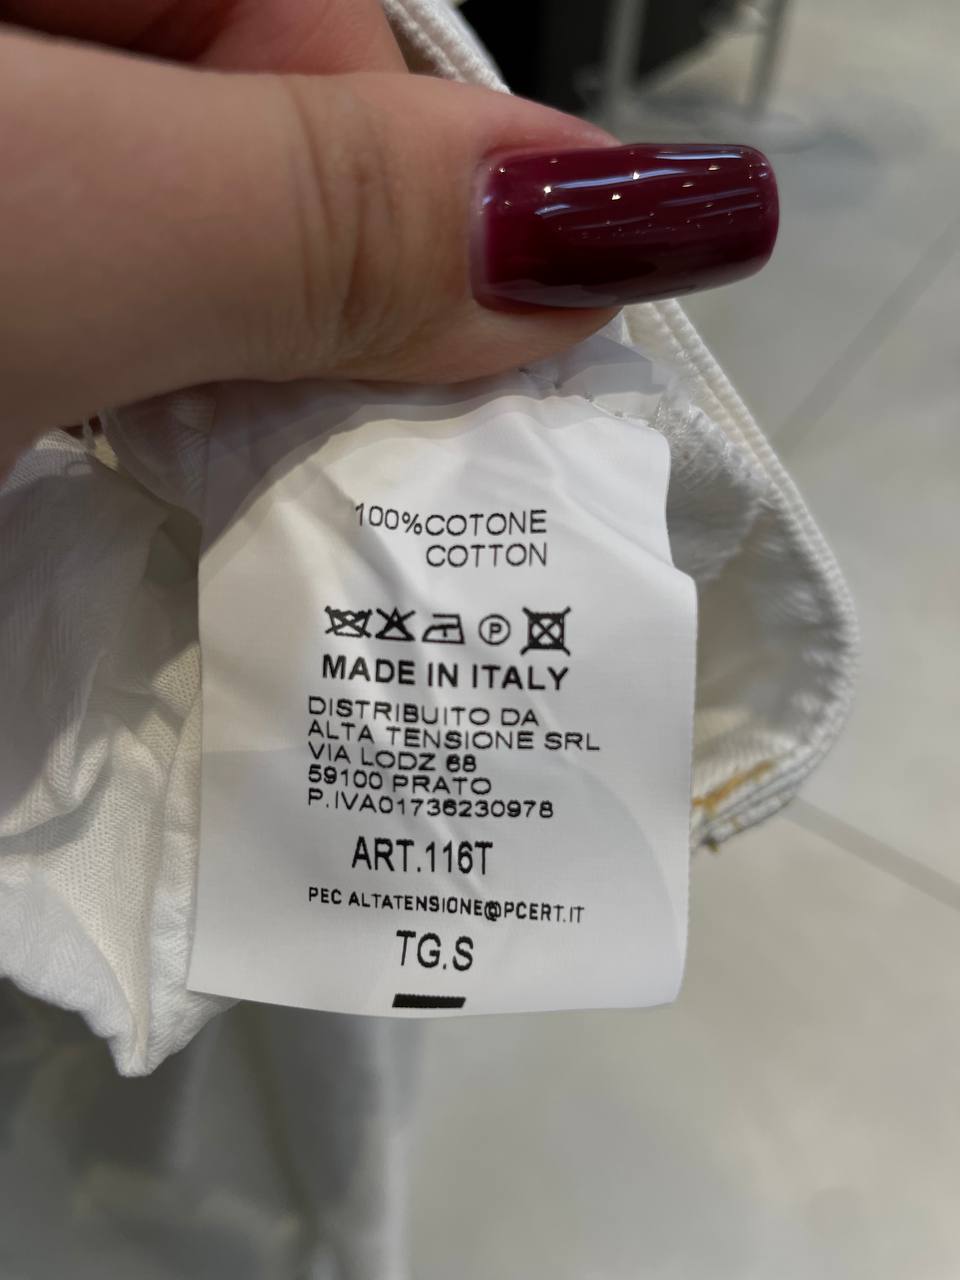 100%COTONE
COTTON
P
MADE IN ITALY
DISTRIBUITO DA
ALTA TENSIONE SRL
VIA LODZ 68
59100 PRATO
P.IVA01736230978
ART.116T
PEC ALTATENSIONE@PCERT.IT
TG.S